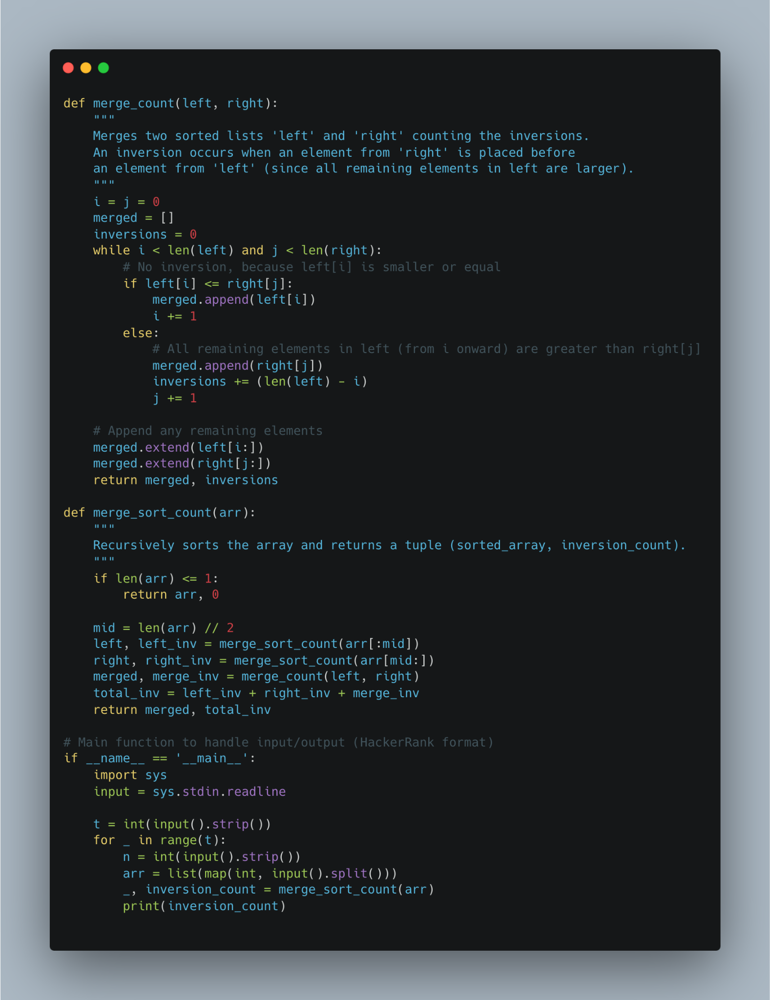 def merge_count(left, right):
    """
    Merges two sorted lists 'left' and 'right' counting the inversions.
    An inversion occurs when an element from 'right' is placed before
    an element from 'left' (since all remaining elements in left are larger).
    """
    i = j = 0
    merged = []
    inversions = 0
    while i < len(left) and j < len(right):
        # No inversion, because left[i] is smaller or equal
        if left[i] <= right[j]:
            merged.append(left[i])
            i += 1
        else:
            # All remaining elements in left (from i onward) are greater than right[j]
            merged.append(right[j])
            inversions += (len(left) - i)
            j += 1

    # Append any remaining elements
    merged.extend(left[i:])
    merged.extend(right[j:])
    return merged, inversions

def merge_sort_count(arr):
    """
    Recursively sorts the array and returns a tuple (sorted_array, inversion_count).
    """
    if len(arr) <= 1:
        return arr, 0

    mid = len(arr) // 2
    left, left_inv = merge_sort_count(arr[:mid])
    right, right_inv = merge_sort_count(arr[mid:])
    merged, merge_inv = merge_count(left, right)
    total_inv = left_inv + right_inv + merge_inv
    return merged, total_inv

# Main function to handle input/output (HackerRank format)
if __name__ == '__main__':
    import sys
    input = sys.stdin.readline

    t = int(input().strip())
    for _ in range(t):
        n = int(input().strip())
        arr = list(map(int, input().split()))
        _, inversion_count = merge_sort_count(arr)
        print(inversion_count)